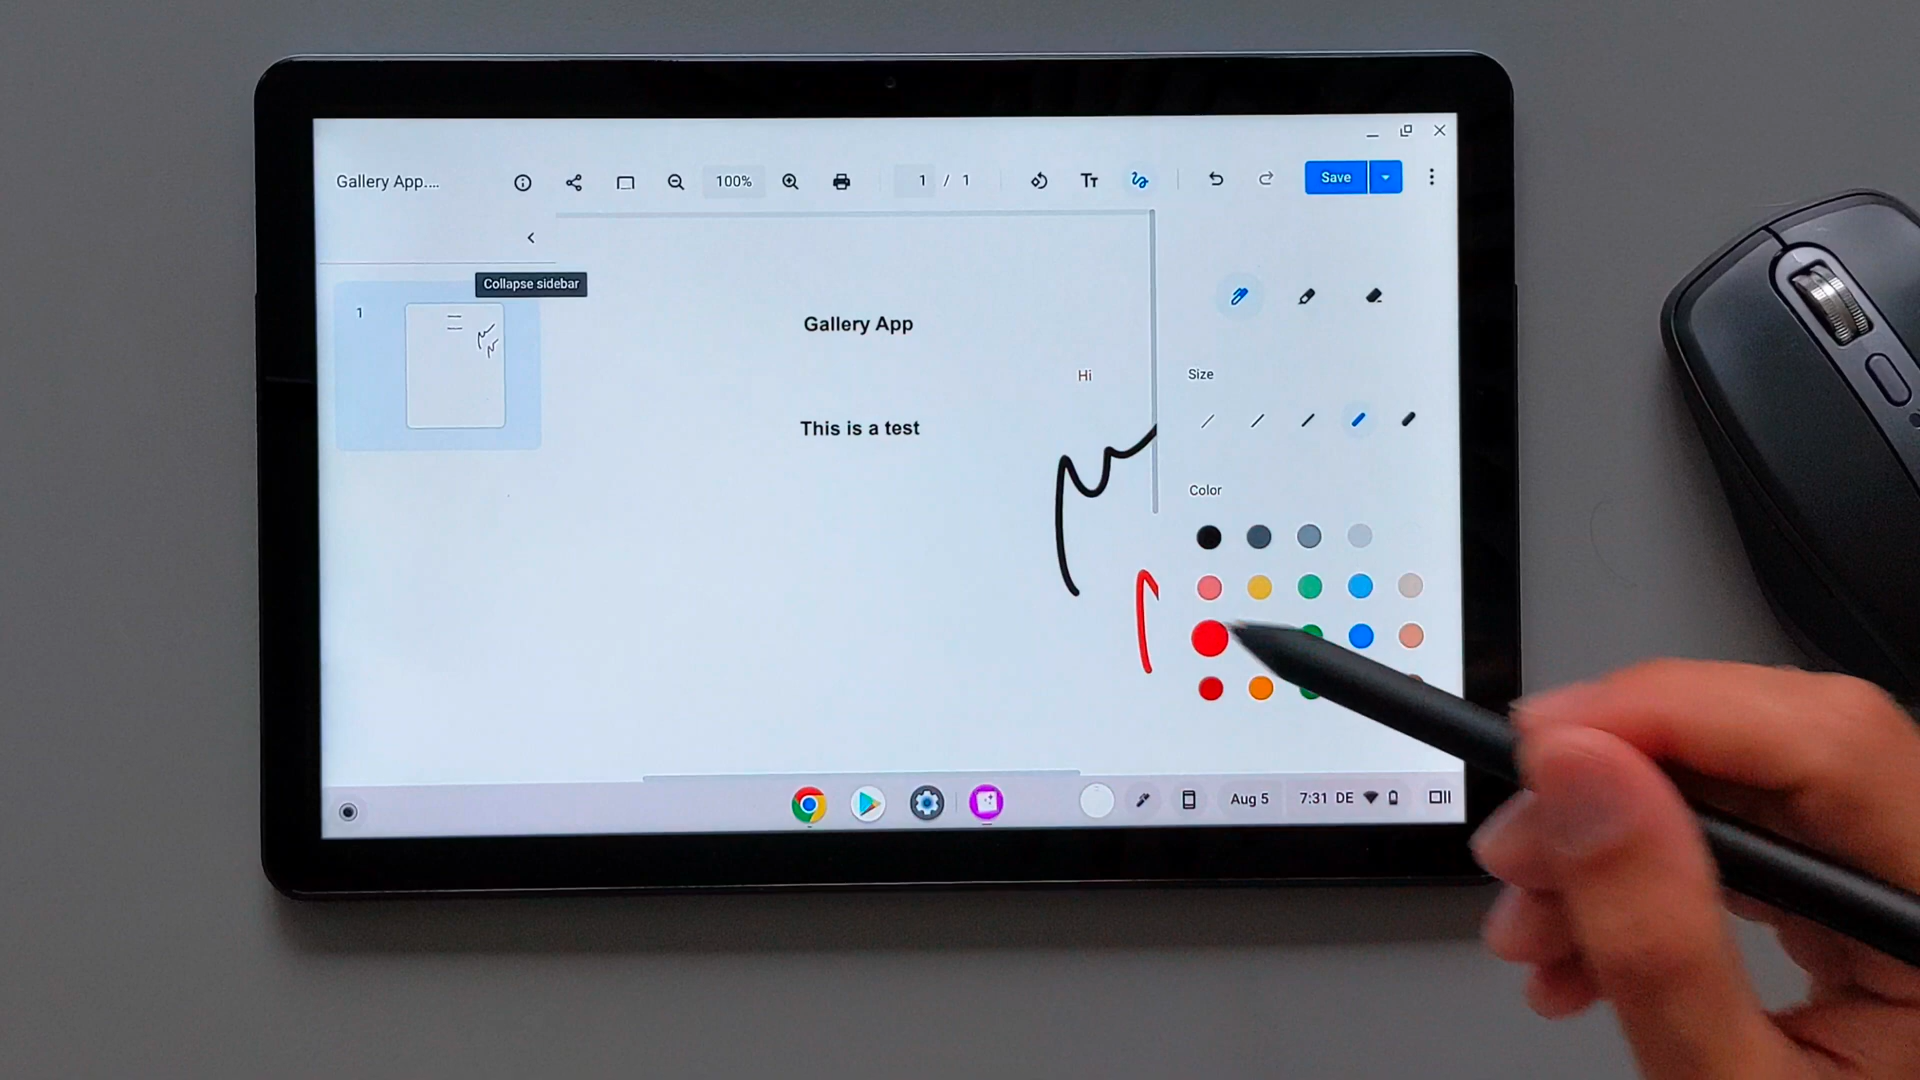 Gallery App.... 100% 1 / 1 Tt Save
Collapse sidebar
1
Gallery App
Hi
This is a test
Size
Color
Aug 5 7:31 DE